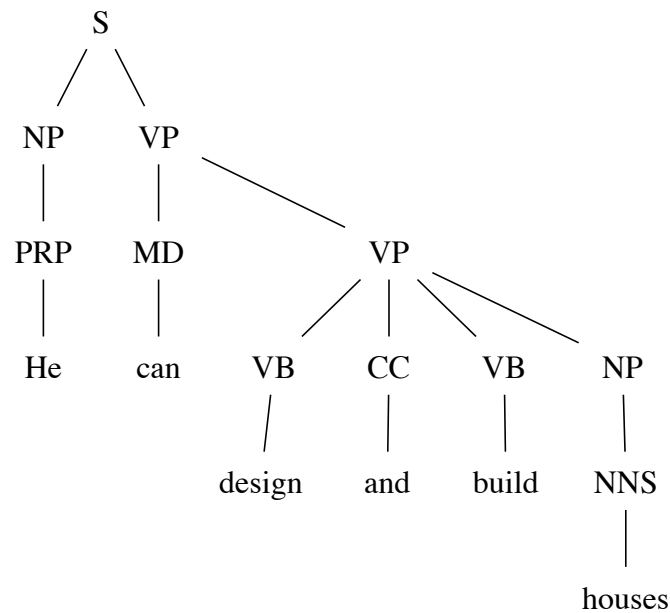 S
NP VP
PRP MD VP
He can VB CC VB NP
design and build NNS
houses